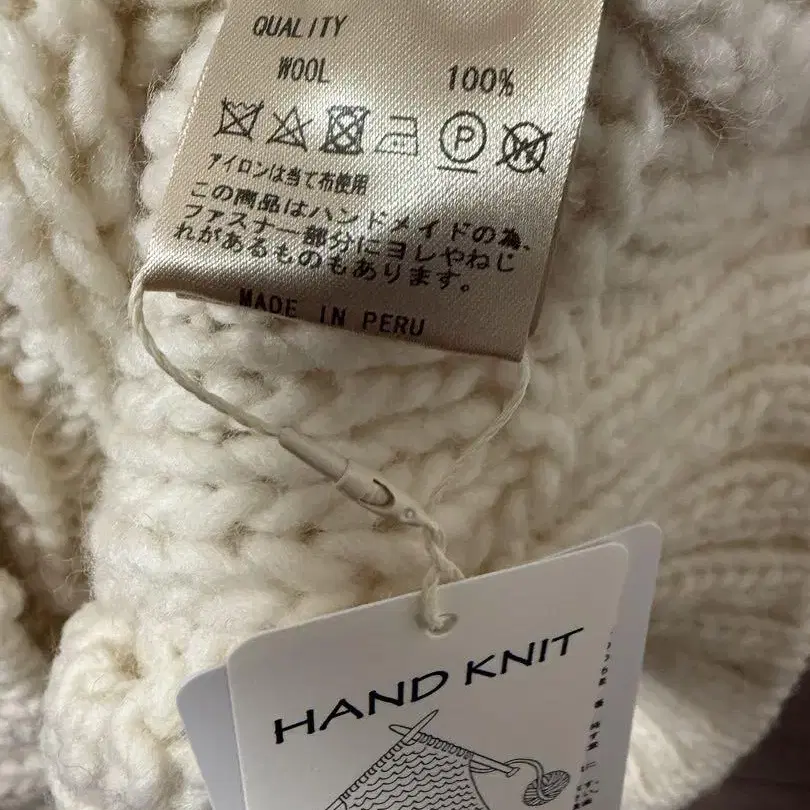 QUALITY
WOOL 100%
P W
アイロンは当て布使用
この商品はハンドメイドの為、
ファスナー部分にヨレやねじ
れがあるものもあります。
MADE IN PERU
HAND KNIT